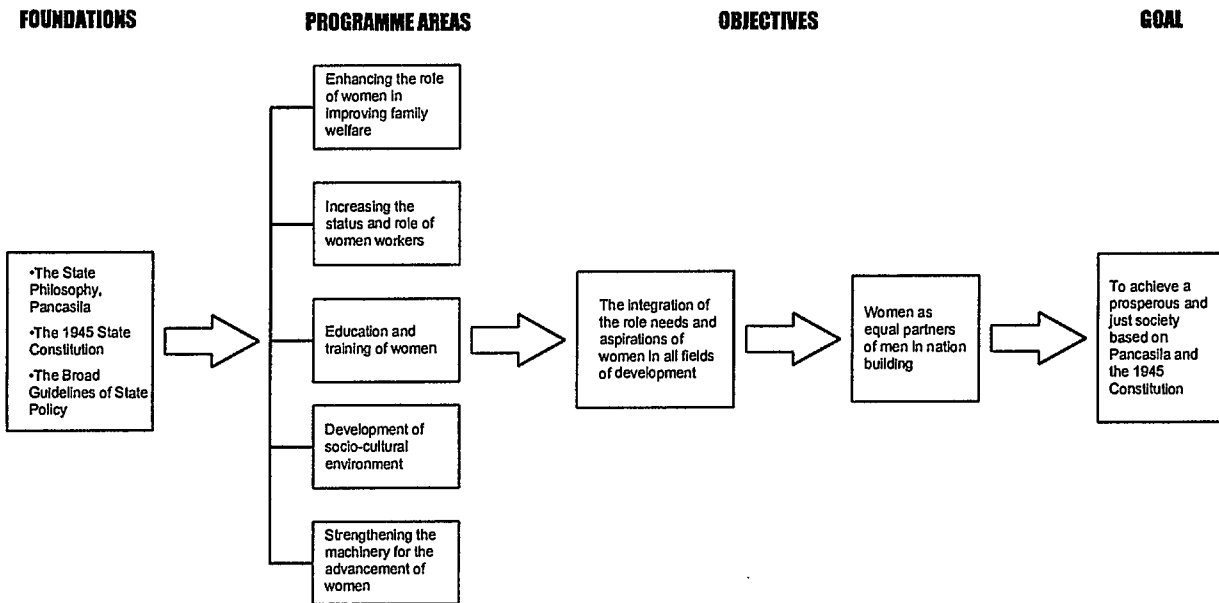 FOUNDATIONS
PROGRAMME AREAS
OBJECTIVES
GOAL
•The State
Philosophy,
Pancasila
•The 1945 State
Constitution
•The Broad
Guidelines of State
Policy
Enhancing the role
of women in
improving family
welfare
Increasing the
status and role of
women workers
Education and
training of women
Development of
socio-cultural
environment
Strengthening the
machinery for the
advancement of
women
The integration of
the role needs and
aspirations of
women in all fields
of development
Women as
equal partners
of men in nation
building
To achieve a
prosperous and
just society
based on
Pancasila and
the 1945
Constitution